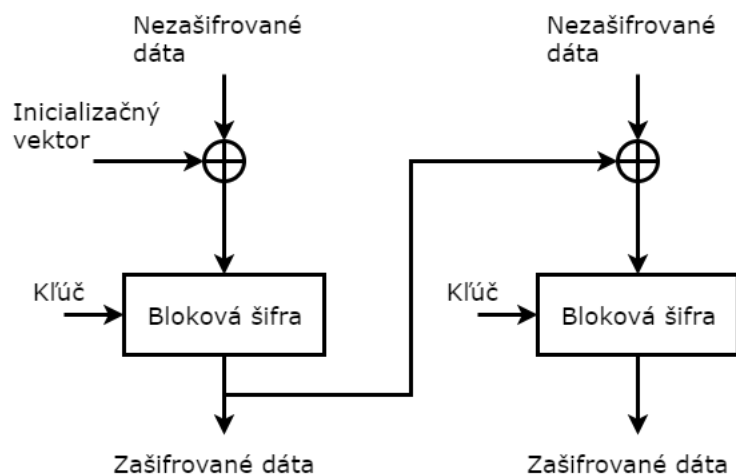 Nezašifrované
dáta
Nezašifrované
dáta
Inicializačný
vektor
Kľúč
Bloková šifra
Kľúč
Bloková šifra
Zašifrované dáta
Zašifrované dáta